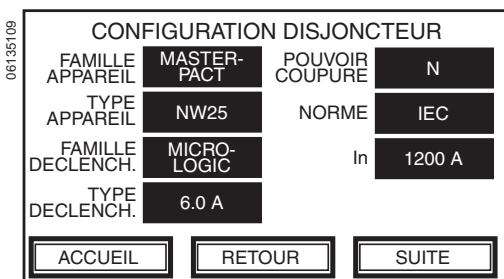 06135109
CONFIGURATION DISJONCTEUR
FAMILLE
APPAREIL
MASTER-
PACT
POUVOIR
COUPURE
N
TYPE
APPAREIL
NW25
NORME
IEC
FAMILLE
DECLENCH.
MICRO-
LOGIC
In
1200 A
TYPE
DECLENCH.
6.0 A
ACCUEIL
RETOUR
SUITE